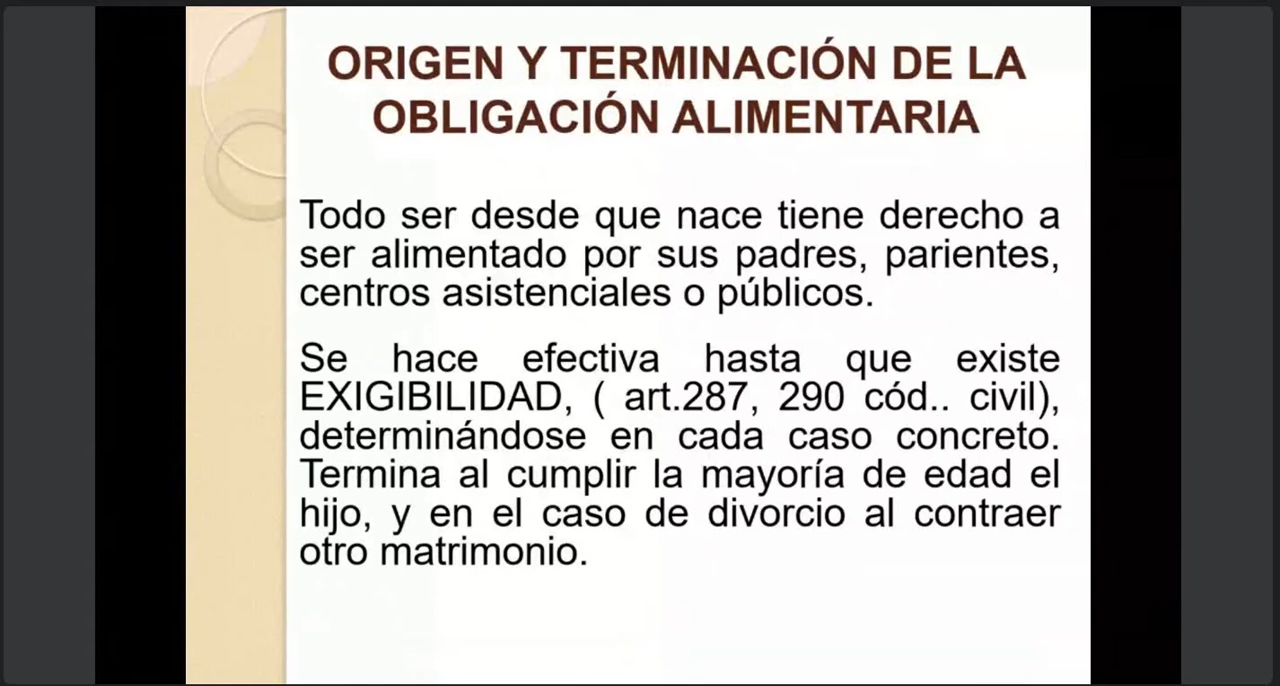 ORIGEN Y TERMINACIÓN DE LA
OBLIGACIÓN ALIMENTARIA
Todo ser desde que nace tiene derecho a
ser alimentado por sus padres, parientes,
centros asistenciales o públicos.
Se hace efectiva hasta que existe
EXIGIBILIDAD, ( art.287, 290 cód.. civil),
determinándose en cada caso concreto.
Termina al cumplir la mayoría de edad el
hijo, y en el caso de divorcio al contraer
otro matrimonio.